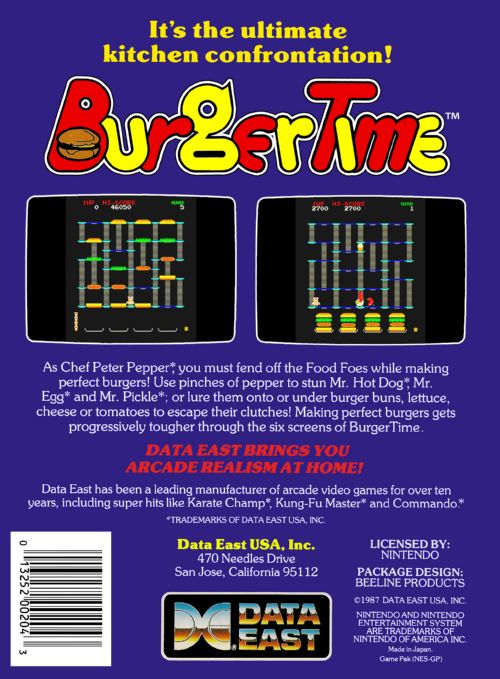 It's the ultimate
kitchen confrontation!
BurgerTime™
1UP HI-SCORE
0 46050 5
1UP HI-SCORE
2700 2700 1
As Chef Peter Pepper*, you must fend off the Food Foes while making
perfect burgers! Use pinches of pepper to stun Mr. Hot Dog*, Mr.
Egg* and Mr. Pickle*; or lure them onto or under burger buns, lettuce,
cheese or tomatoes to escape their clutches! Making perfect burgers gets
progressively tougher through the six screens of BurgerTime.
DATA EAST BRINGS YOU
ARCADE REALISM AT HOME!
Data East has been a leading manufacturer of arcade video games for over ten
years, including super hits like Karate Champ*, Kung-Fu Master* and Commando.*
*TRADEMARKS OF DATA EAST USA, INC.
Data East USA, Inc.
470 Needles Drive
San Jose, California 95112
DATA
EAST
®
LICENSED BY:
NINTENDO
PACKAGE DESIGN:
BEELINE PRODUCTS
©1987 DATA EAST USA, INC.
NINTENDO AND NINTENDO
ENTERTAINMENT SYSTEM
ARE TRADEMARKS OF
NINTENDO OF AMERICA INC.
Made in Japan.
Game Pak (NES-GP)
0 13252 00204 3